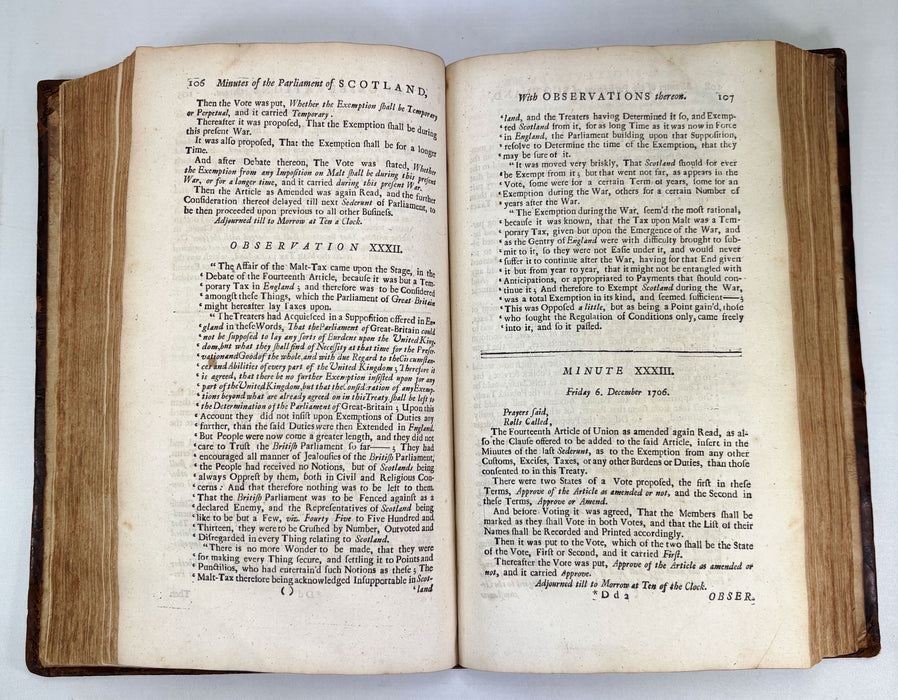 106 Minutes of the Parliament of SCOTLAND,
Then the Vote was put, Whether the Exemption shall be Temporary
or Perpetual, and it carried Temporary.
Thereafter it was proposed, That the Exemption shall be during
this present War.
It was also proposed, That the Exemption shall be for a longer
Time.
And after Debate thereon, The Vote was stated, Whether
the Exemption from any Imposition on Malt shall be during this present
War, or for a longer time, and it carried during this present War.
Then the Article as Amended was again Read, and the further
Consideration thereof delayed till next Sederunt of Parliament, to
be then proceeded upon previous to all other Business.
Adjourned till to Morrow at Ten a Clock.
OBSERVATION XXXII.
"The Affair of the Malt-Tax came upon the Stage, in the
‘Debate of the Fourteenth Article, because it was but a Tem-
‘porary Tax in England; and therefore was to be Considered
‘amongst these Things, which the Parliament of Great Britain
‘might hereafter lay Taxes upon.
"The Treaters had Acquiesced in a Supposition offered in En-
‘gland in these Words, That the Parliament of Great-Britain could
‘not be supposed to lay any sorts of Burdens upon the United King-
‘dom, but what they shall find of Necessity at that time for the Preser-
‘vation and Good of the whole, and with due Regard to the Circumstan-
‘ces and Abilities of every part of the United Kingdom; Therefore it
‘is agreed, that there be no further Exemption insisted upon for any
‘part of the United Kingdom, but that the Consideration of any Exemp-
‘tions beyond what are already agreed on in this Treaty, shall be left to
‘the Determination of the Parliament of Great-Britain; Upon this
‘Account they did not insist upon Exemptions of Duties any
‘further, than the said Duties were then Extended in England.
‘But People were now come a greater length, and they did not
‘care to Trust the British Parliament so far——; They had
‘encouraged all manner of Jealousies of the British Parliament,
‘the People had received no Notions, but of Scotlands being
‘always Opprest by them, both in Civil and Religious Con-
‘cerns: And that therefore nothing was to be left to them
‘That the British Parliament was to be Fenced against as a
‘declared Enemy, and the Representatives of Scotland being
‘like to be but a Few, viz. Fourty Five to Five Hundred and
‘Thirteen, they were to be Crushed by Number, Outvoted and
‘Disregarded in every Thing relating to Scotland.
"There is no more Wonder to be made, that they were
‘for making every Thing secure, and settling it to Points and
‘Punctilios, who had entertain'd such Notions as these; The
‘Malt-Tax therefore being acknowledged Insupportable in Scot-
( ) ‘land
With OBSERVATIONS thereon. 107
‘land, and the Treaters having Determined it so, and Exemp-
‘ted Scotland from it, for as long Time as it was now in Force
‘in England, the Parliament building upon that Supposition,
‘resolve to Determine the time of the Exemption, that they
‘may be sure of it.
"It was moved very briskly, That Scotland should for ever
‘be Exempt from it; but that went not far, as appears in the
‘Vote, some were for a certain Term of years, some for an
‘Exemption during the War, others for a certain Number of
‘years after the War.
"The Exemption during the War, seem'd the most rational,
‘because it was known, that the Tax upon Malt was a Tem-
‘porary Tax, given but upon the Emergence of the War, and
‘as the Gentry of England were with difficulty brought to sub-
‘mit to it, so they were not Easie under it, and would never
‘suffer it to continue after the War, having for that End given
‘it but from year to year, that it might not be entangled with
‘Anticipations, or appropriated to Payments that should con-
‘tinue it; And therefore to Exempt Scotland during the War,
‘was a total Exemption in its kind, and seemed sufficient——;
‘This was Opposed a little, but as being a Point gain'd, those
‘who sought the Regulation of Conditions only, came freely
‘into it, and so it passed.
MINUTE XXXIII.
Friday 6. December 1706.
Prayers said,
Rolls Called,
The Fourteenth Article of Union as amended again Read, as al-
so the Clause offered to be added to the said Article, insert in the
Minutes of the last Sederunt, as to the Exemption from any other
Customs, Excises, Taxes, or any other Burdens or Duties, than those
consented to in this Treaty.
There were two States of a Vote proposed, the first in these
Terms, Approve of the Article as amended or not, and the Second in
these Terms, Approve or Amend.
And before Voting it was agreed, That the Members shall be
marked as they shall Vote in both Votes, and that the List of their
Names shall be Recorded and Printed accordingly.
Then it was put to the Vote, which of the two shall be the State
of the Vote, First or Second, and it carried First.
Thereafter the Vote was put, Approve of the Article as amended or
not, and it carried Approve.
Adjourned till to Morrow at Ten of the Clock.
*D d 2 OBSER.